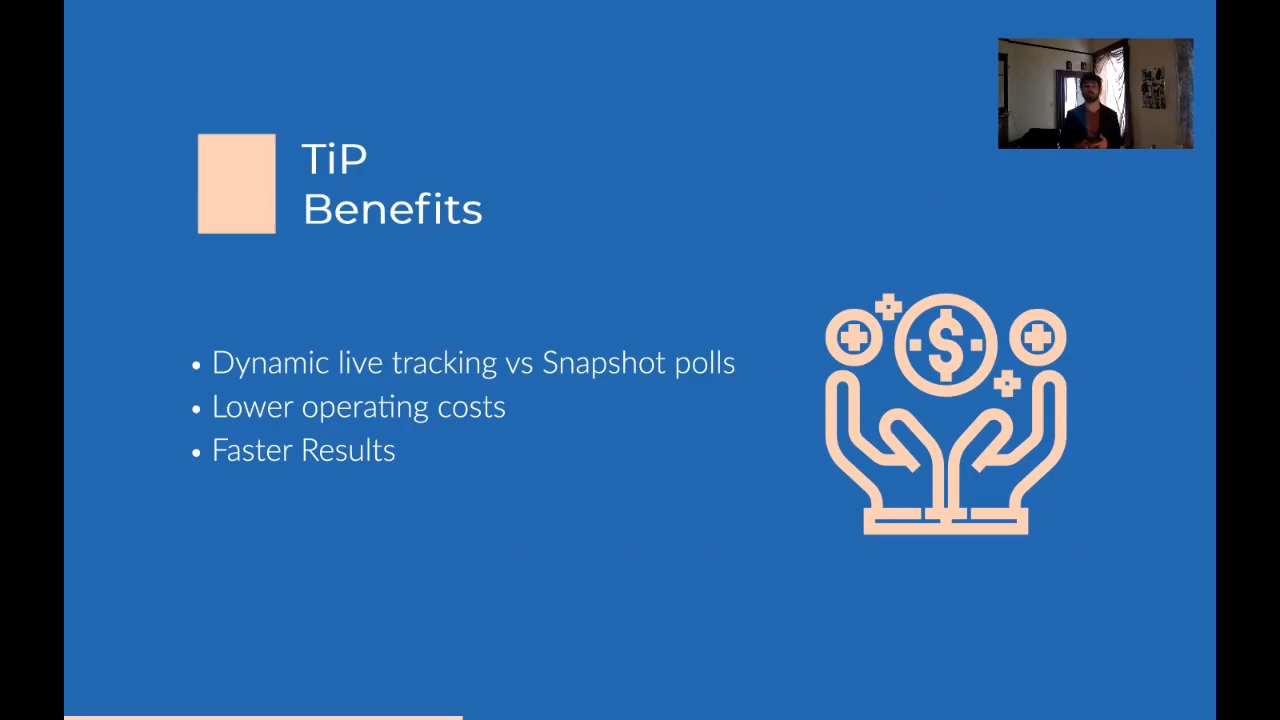 TiP
Benefits
• Dynamic live tracking vs Snapshot polls
• Lower operating costs
• Faster Results
$